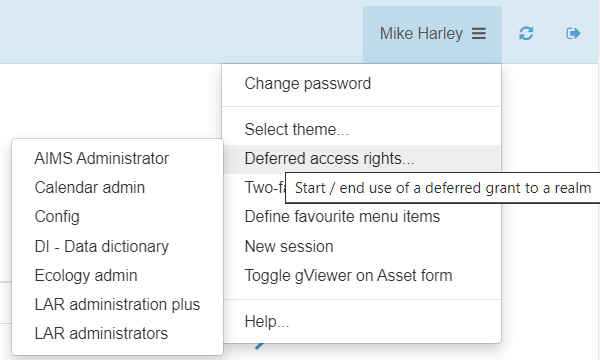 Mike Harley
Change password
Select theme...
Deferred access rights...
Start / end use of a deferred grant to a realm
Define favourite menu items
New session
Toggle gViewer on Asset form
Help...
AIMS Administrator
Calendar admin
Config
DI - Data dictionary
Ecology admin
LAR administration plus
LAR administrators